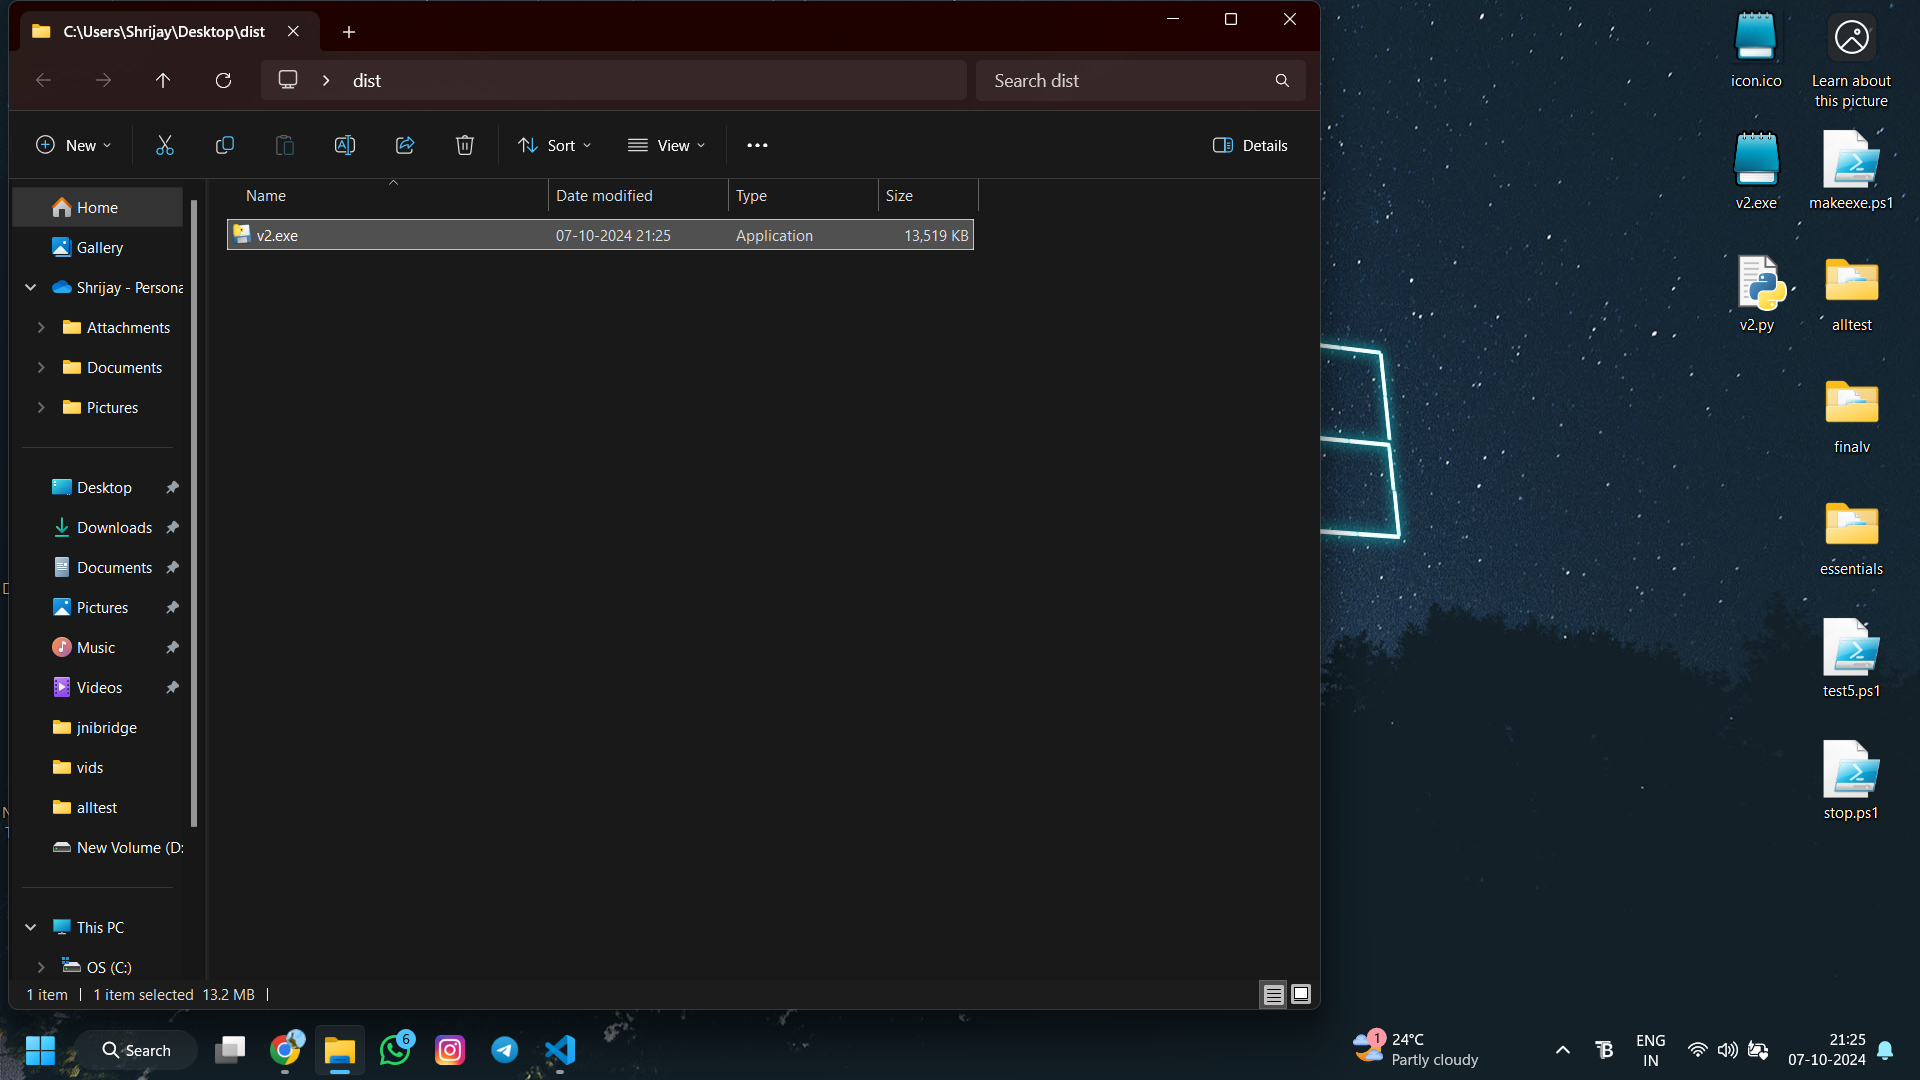 C:\Users\Shrijay\Desktop\dist
dist
Search dist
New
Sort
View
Details
Name
Date modified
Type
Size
v2.exe
07-10-2024 21:25
Application
13,519 KB
Home
Gallery
Shrijay - Persona
Attachments
Documents
Pictures
Desktop
Downloads
Documents
Pictures
Music
Videos
jnibridge
vids
alltest
New Volume (D:
This PC
OS (C:)
1 item
1 item selected 13.2 MB
icon.ico
Learn about
this picture
v2.exe
makeexe.ps1
v2.py
alltest
finalv
essentials
test5.ps1
stop.ps1
Search
6
1
24°C
Partly cloudy
ENG
IN
21:25
07-10-2024